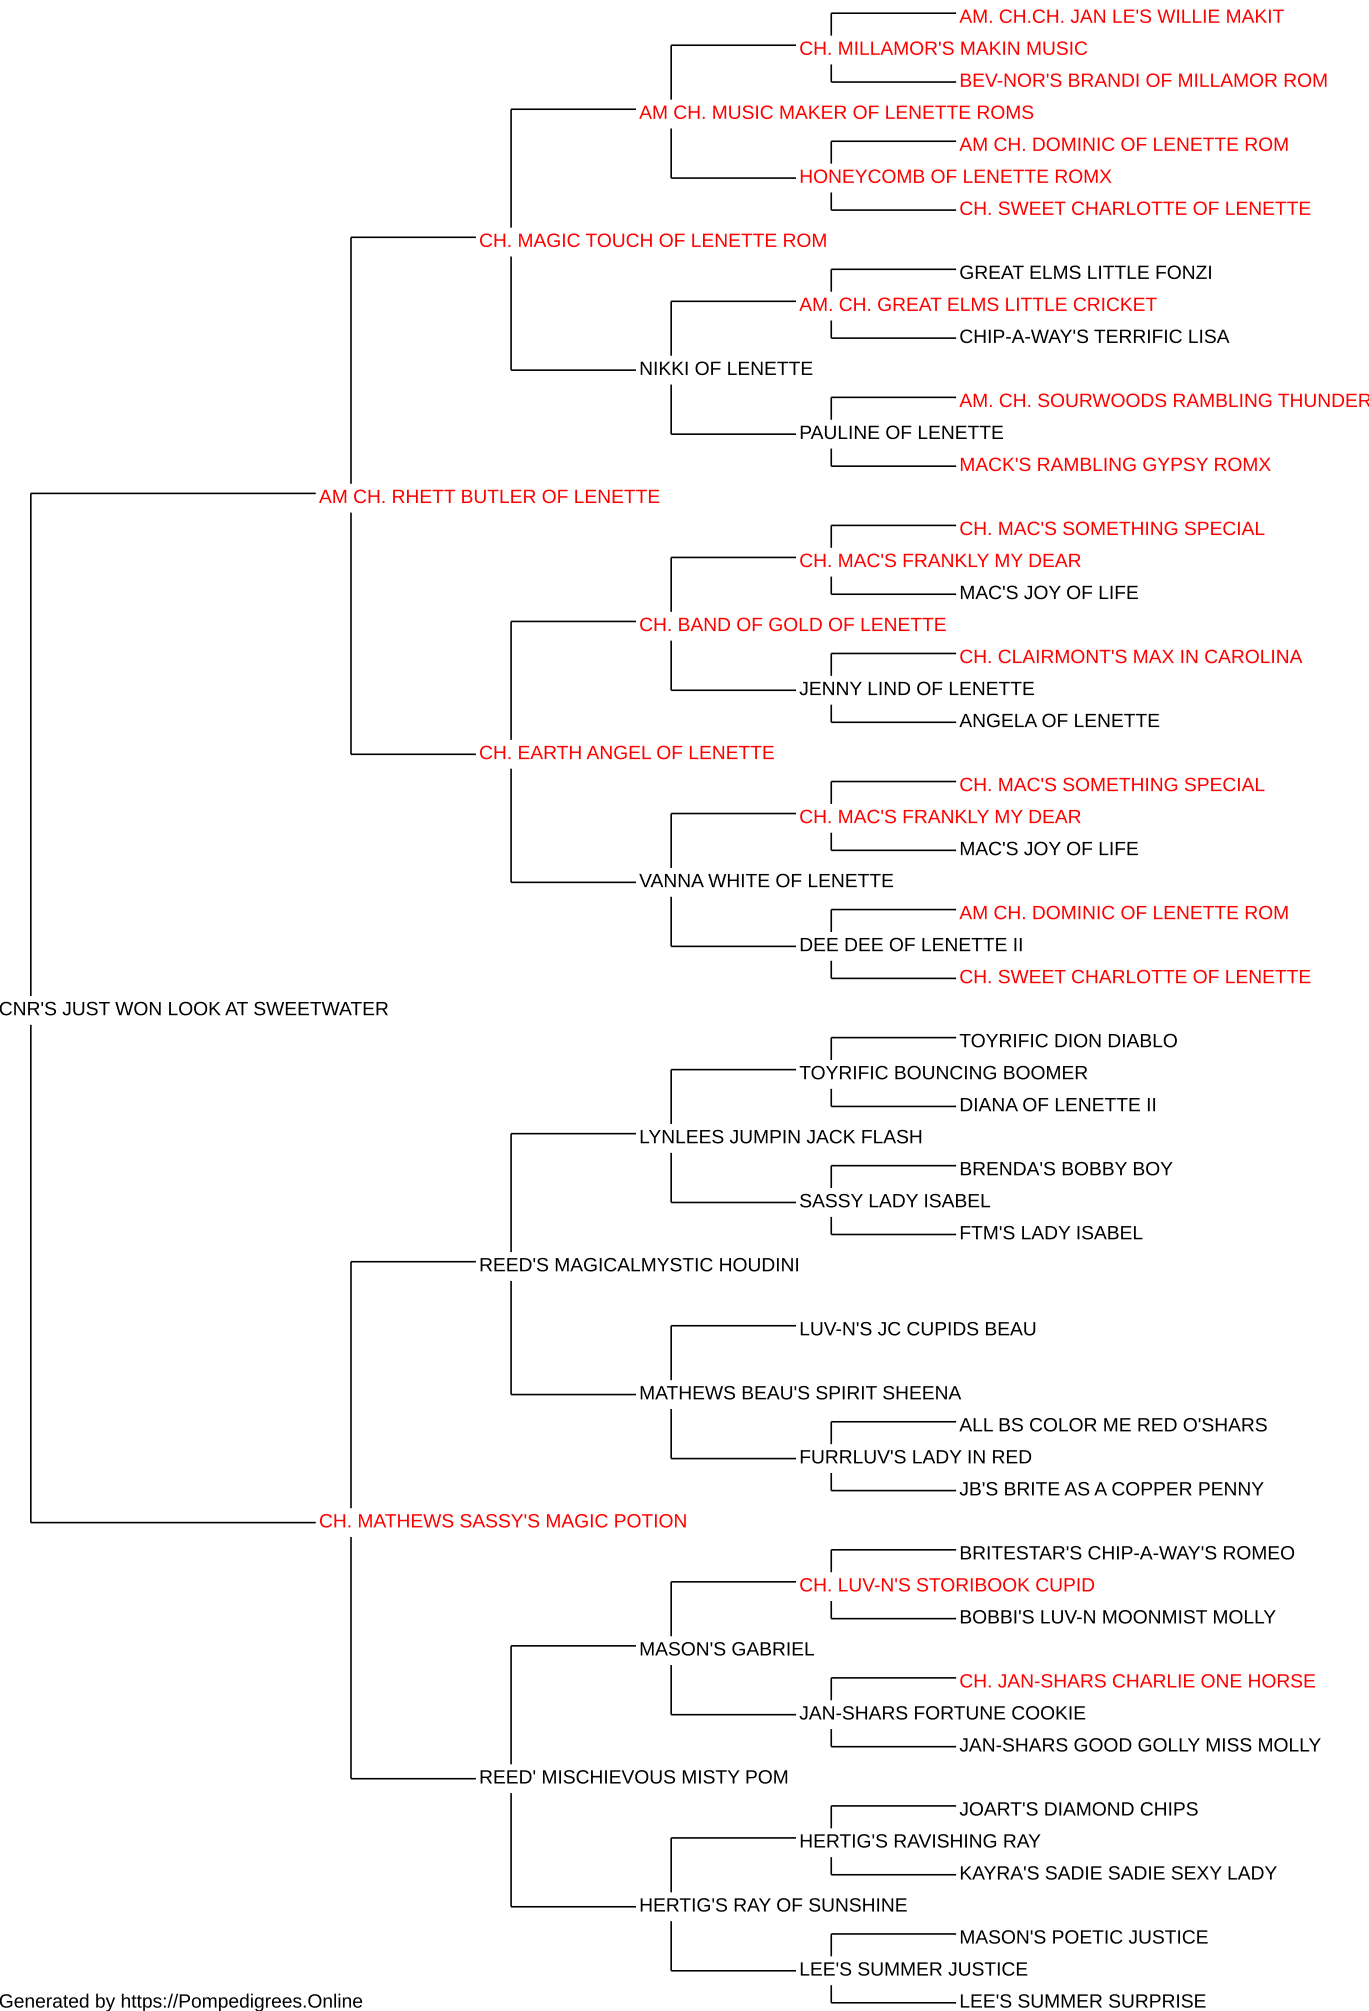 AM. CH.CH. JAN LE'S WILLIE MAKIT
CH. MILLAMOR'S MAKIN MUSIC
BEV-NOR'S BRANDI OF MILLAMOR ROM
AM CH. MUSIC MAKER OF LENETTE ROMS
AM CH. DOMINIC OF LENETTE ROM
HONEYCOMB OF LENETTE ROMX
CH. SWEET CHARLOTTE OF LENETTE
CH. MAGIC TOUCH OF LENETTE ROM
GREAT ELMS LITTLE FONZI
AM. CH. GREAT ELMS LITTLE CRICKET
CHIP-A-WAY'S TERRIFIC LISA
NIKKI OF LENETTE
AM. CH. SOURWOODS RAMBLING THUNDER
PAULINE OF LENETTE
MACK'S RAMBLING GYPSY ROMX
AM CH. RHETT BUTLER OF LENETTE
CH. MAC'S SOMETHING SPECIAL
CH. MAC'S FRANKLY MY DEAR
MAC'S JOY OF LIFE
CH. BAND OF GOLD OF LENETTE
CH. CLAIRMONT'S MAX IN CAROLINA
JENNY LIND OF LENETTE
ANGELA OF LENETTE
CH. EARTH ANGEL OF LENETTE
CH. MAC'S SOMETHING SPECIAL
CH. MAC'S FRANKLY MY DEAR
MAC'S JOY OF LIFE
VANNA WHITE OF LENETTE
AM CH. DOMINIC OF LENETTE ROM
DEE DEE OF LENETTE II
CH. SWEET CHARLOTTE OF LENETTE
CNR'S JUST WON LOOK AT SWEETWATER
TOYRIFIC DION DIABLO
TOYRIFIC BOUNCING BOOMER
DIANA OF LENETTE II
LYNLEES JUMPIN JACK FLASH
BRENDA'S BOBBY BOY
SASSY LADY ISABEL
FTM'S LADY ISABEL
REED'S MAGICALMYSTIC HOUDINI
LUV-N'S JC CUPIDS BEAU
MATHEWS BEAU'S SPIRIT SHEENA
ALL BS COLOR ME RED O'SHARS
FURRLUV'S LADY IN RED
JB'S BRITE AS A COPPER PENNY
CH. MATHEWS SASSY'S MAGIC POTION
BRITESTAR'S CHIP-A-WAY'S ROMEO
CH. LUV-N'S STORIBOOK CUPID
BOBBI'S LUV-N MOONMIST MOLLY
MASON'S GABRIEL
CH. JAN-SHARS CHARLIE ONE HORSE
JAN-SHARS FORTUNE COOKIE
JAN-SHARS GOOD GOLLY MISS MOLLY
REED' MISCHIEVOUS MISTY POM
JOART'S DIAMOND CHIPS
HERTIG'S RAVISHING RAY
KAYRA'S SADIE SADIE SEXY LADY
HERTIG'S RAY OF SUNSHINE
MASON'S POETIC JUSTICE
LEE'S SUMMER JUSTICE
LEE'S SUMMER SURPRISE
Generated by https://Pompedigrees.Online